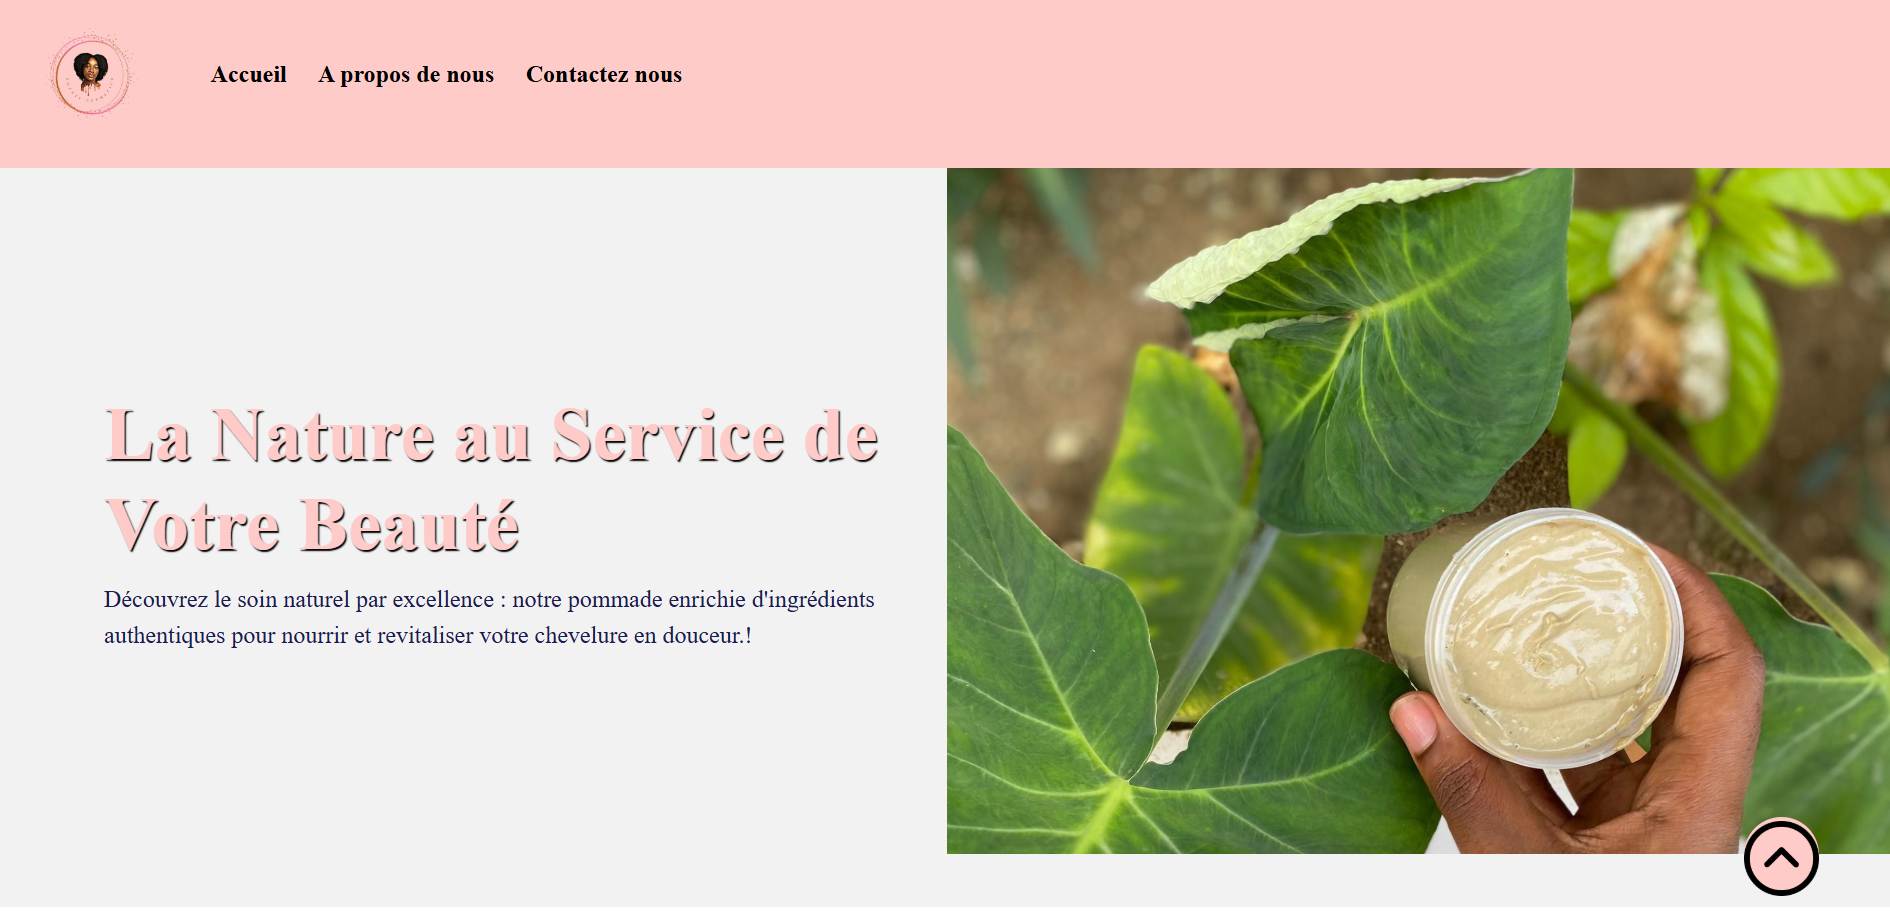 Accueil A propos de nous Contactez nous
La Nature au Service de
Votre Beauté
Découvrez le soin naturel par excellence : notre pommade enrichie d'ingrédients
authentiques pour nourrir et revitaliser votre chevelure en douceur.!